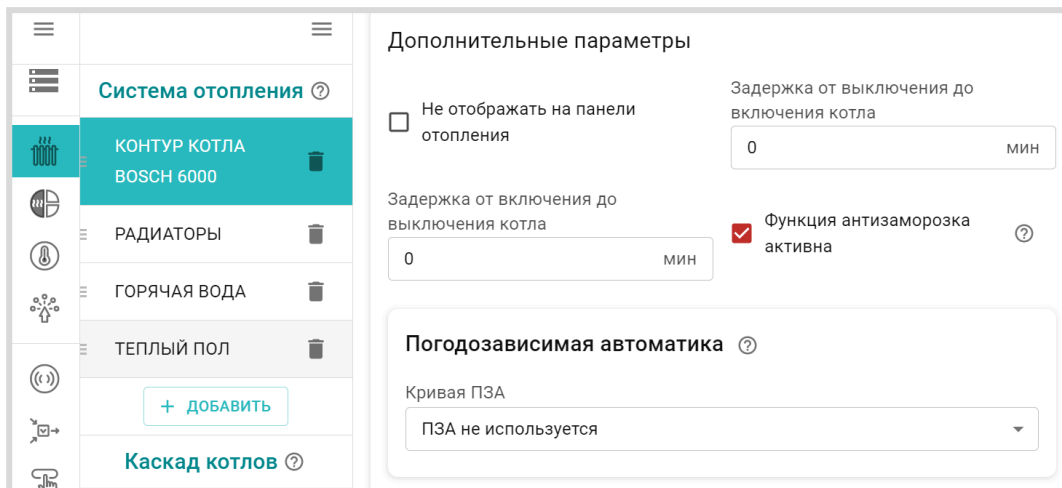 Система отопления
КОНТУР КОТЛА
BOSCH 6000
РАДИАТОРЫ
ГОРЯЧАЯ ВОДА
ТЕПЛЫЙ ПОЛ
+ ДОБАВИТЬ
Каскад котлов
Дополнительные параметры
Не отображать на панели
отопления
Задержка от выключения до
включения котла
0 мин
Задержка от включения до
выключения котла
0 мин
Функция антизаморозка
активна
Погодозависимая автоматика
Кривая ПЗА
ПЗА не используется